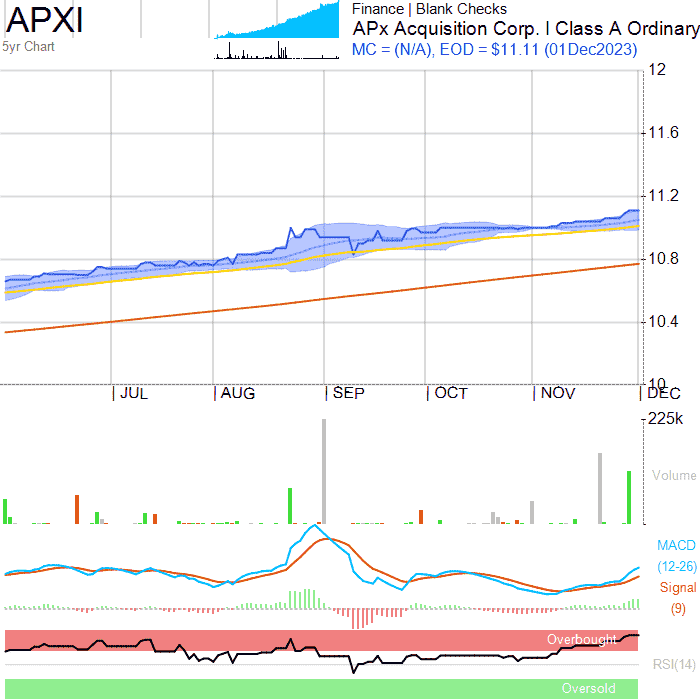 APXI
5yr Chart
Finance | Blank Checks
APx Acquisition Corp. I Class A Ordinary
MC = (N/A), EOD = $11.11 (01Dec2023)
12
11.6
11.2
10.8
10.4
10
JUL AUG SEP OCT NOV DEC
225k
Volume
MACD
(12-26)
Signal
(9)
Overbought
RSI(14)
Oversold